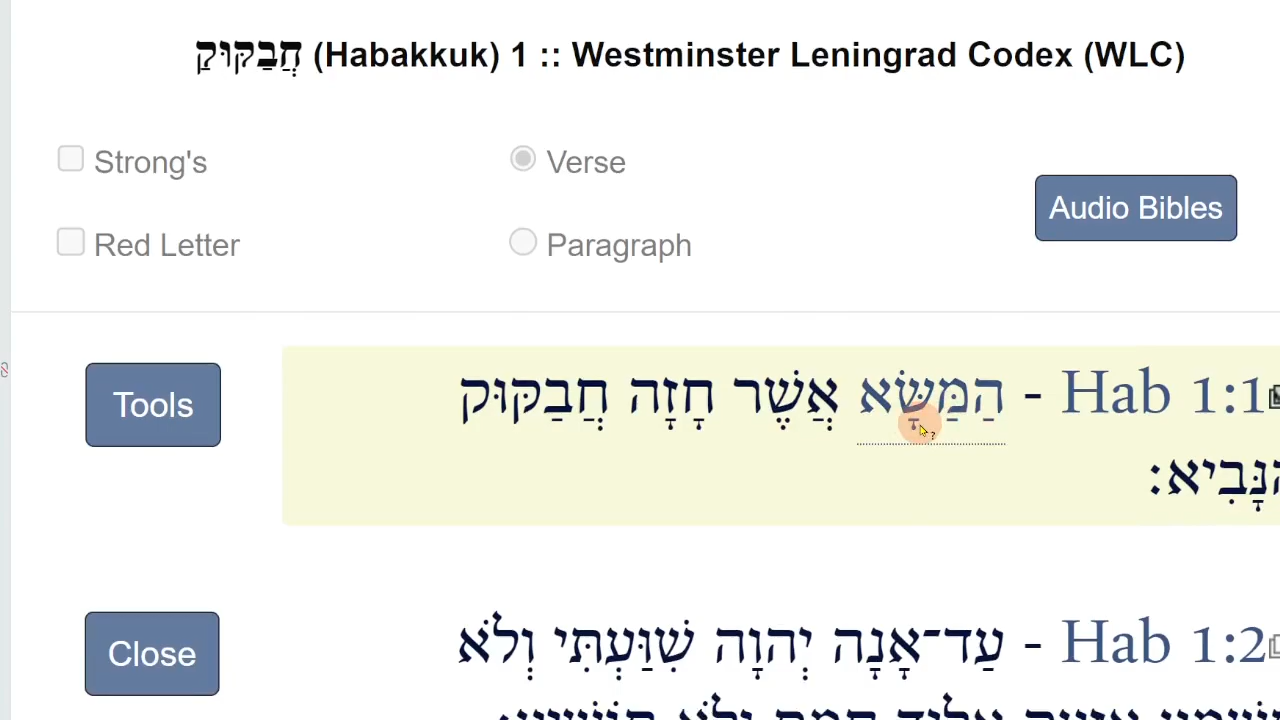 חֲבַקּוּקַ (Habakkuk) 1 :: Westminster Leningrad Codex (WLC)
Strong's
Verse
Audio Bibles
Red Letter
Paragraph
Tools
Hab 1:1 - הַמַּשָּׂא אֲשֶׁר חָזָה חֲבַקּוּק
הַנָּבִיא׃
Close
Hab 1:2 - עַד־אָנָה יְהוָה שִׁוַּעְתִּי וְלֹא